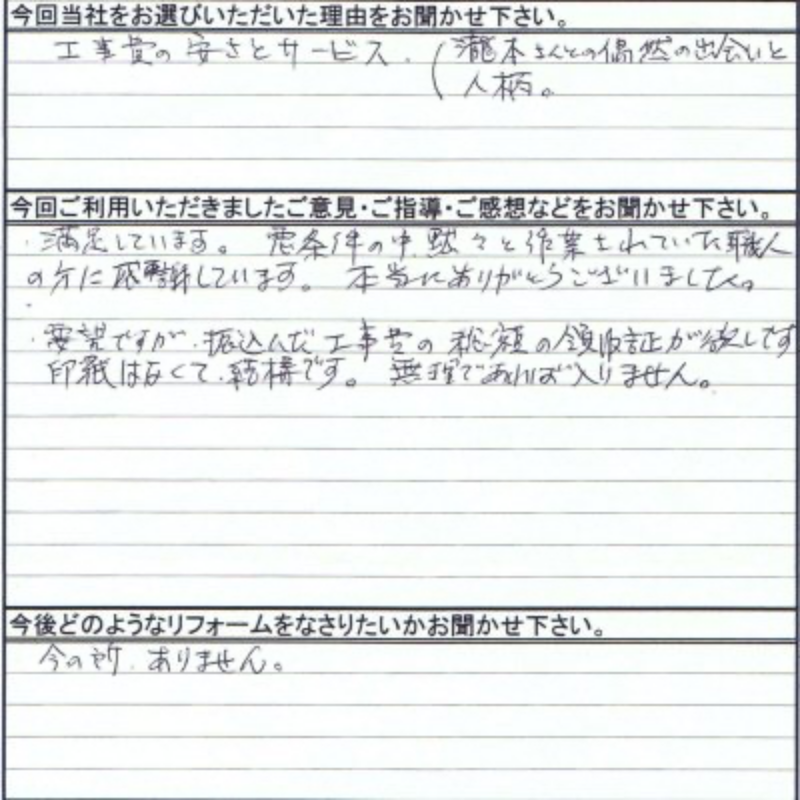 今回当社をお選びいただいた理由をお聞かせ下さい。
工事費の安さとサービス.(瀧本さんとの偶然の出会いと
人柄。
今回ご利用いただきましたご意見・ご指導・ご感想などをお聞かせ下さい。
・満足しています。 悪条件の中黙々と作業されていた職人
の方に感謝しています。 本当にありがとうございました。
・要望ですが、振込んだ工事費の総額の領収証が欲しいです
印紙はなくて、結構です。 無理であれば入りません。
今後どのようなリフォームをなさりたいかお聞かせ下さい。
今の所、ありません。